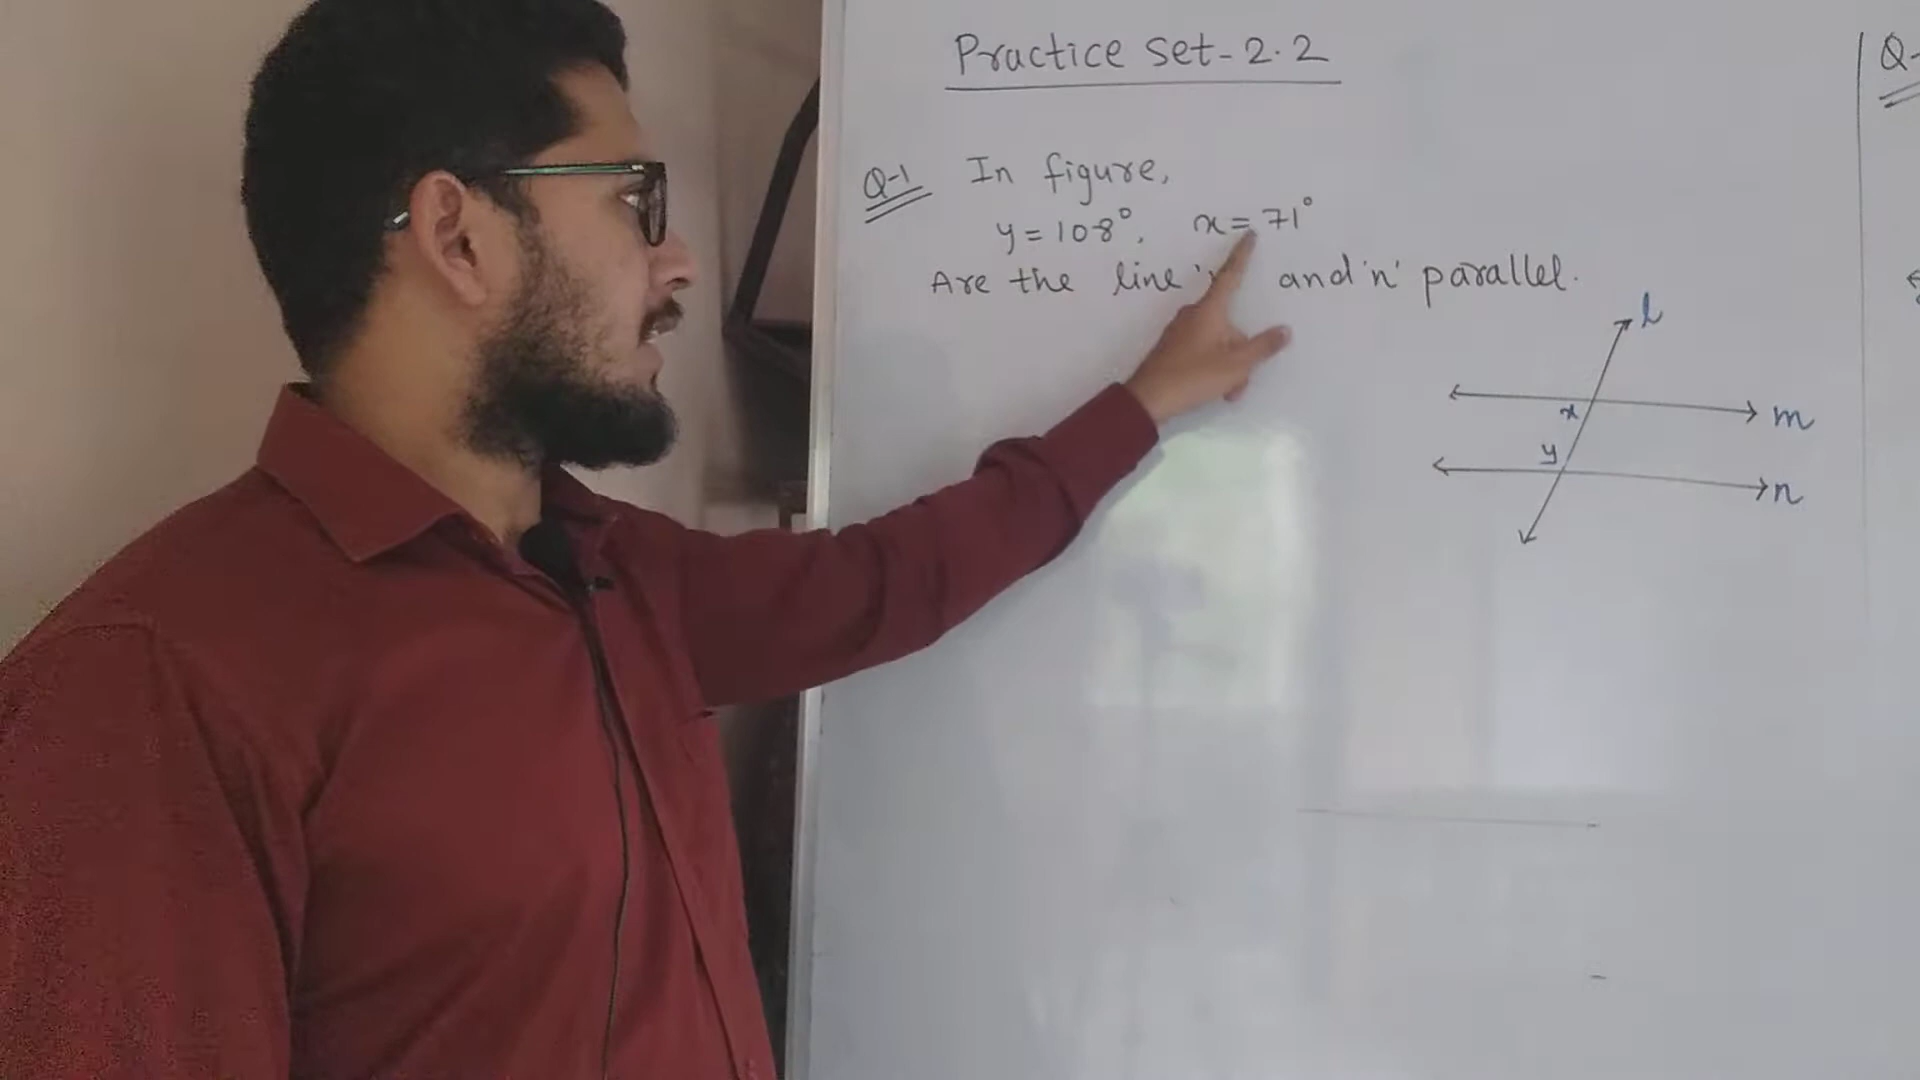 Practice Set-2.2
Q-1 In figure,
y = 108°, x = 71°
Are the line and 'n' parallel.
l
x
m
y
n
Q-